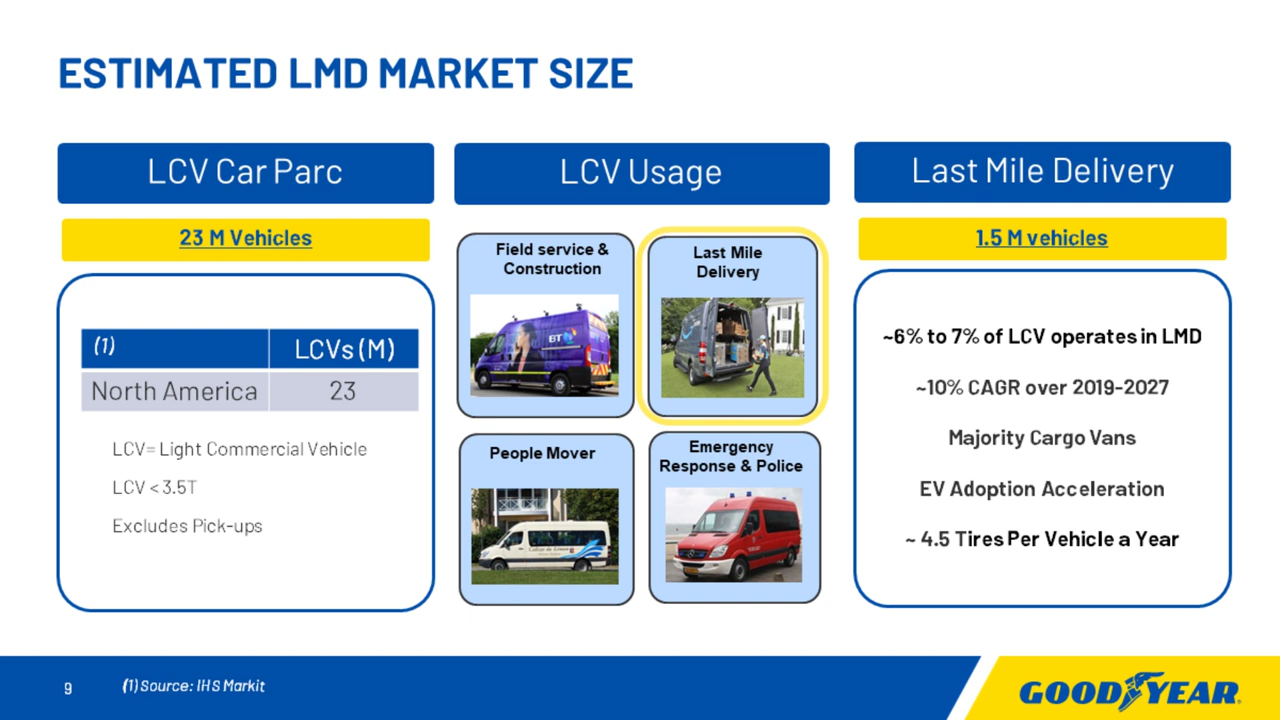 ESTIMATED LMD MARKET SIZE
LCV Car Parc
23 M Vehicles
(1) LCVs (M)
North America 23
LCV= Light Commercial Vehicle
LCV < 3.5T
Excludes Pick-ups
LCV Usage
Field service &
Construction
BT
Last Mile
Delivery
People Mover
Emergency
Response & Police
Last Mile Delivery
1.5 M vehicles
~6% to 7% of LCV operates in LMD
~10% CAGR over 2019-2027
Majority Cargo Vans
EV Adoption Acceleration
~ 4.5 Tires Per Vehicle a Year
9
(1) Source: IHS Markit
GOODYEAR